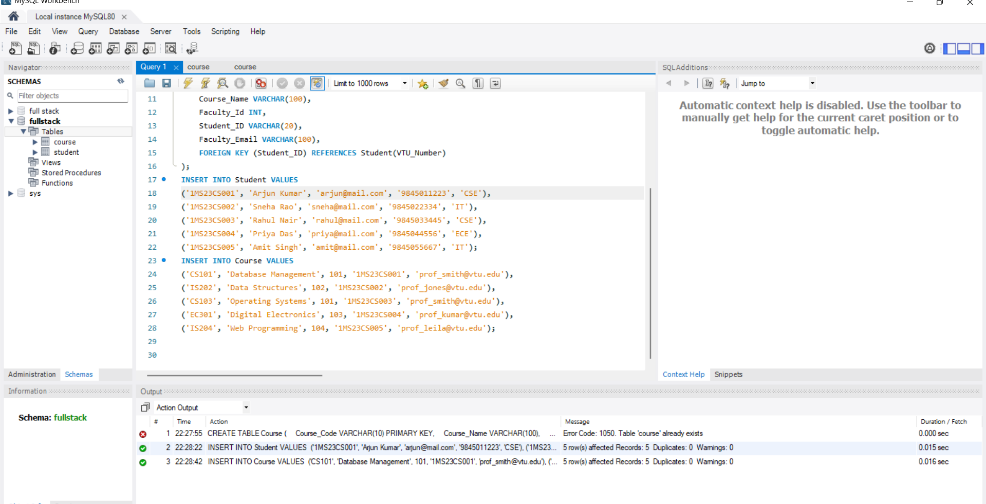 MySQL Workbench
Local instance MySQL80 ×
File Edit View Query Database Server Tools Scripting Help
Navigator
SCHEMAS
Filter objects
full stack
fullstack
Tables
course
student
Views
Stored Procedures
Functions
sys
Administration Schemas
Information
Schema: fullstack
Query 1 × course course
Limit to 1000 rows
11 Course_Name VARCHAR(100),
12 Faculty_Id INT,
13 Student_ID VARCHAR(20),
14 Faculty_Email VARCHAR(100),
15 FOREIGN KEY (Student_ID) REFERENCES Student(VTU_Number)
16 );
17 INSERT INTO Student VALUES
18 ('1MS23CS001', 'Arjun Kumar', 'arjun@mail.com', '9845011223', 'CSE'),
19 ('1MS23CS002', 'Sneha Rao', 'sneha@mail.com', '9845022334', 'IT'),
20 ('1MS23CS003', 'Rahul Nair', 'rahul@mail.com', '9845033445', 'CSE'),
21 ('1MS23CS004', 'Priya Das', 'priya@mail.com', '9845044556', 'ECE'),
22 ('1MS23CS005', 'Amit Singh', 'amit@mail.com', '9845055667', 'IT');
23 INSERT INTO Course VALUES
24 ('CS101', 'Database Management', 101, '1MS23CS001', 'prof_smith@vtu.edu'),
25 ('IS202', 'Data Structures', 102, '1MS23CS002', 'prof_jones@vtu.edu'),
26 ('CS103', 'Operating Systems', 101, '1MS23CS003', 'prof_smith@vtu.edu'),
27 ('EC301', 'Digital Electronics', 103, '1MS23CS004', 'prof_kumar@vtu.edu'),
28 ('IS204', 'Web Programming', 104, '1MS23CS005', 'prof_leila@vtu.edu');
29
30
SQLAdditions
Jump to
Automatic context help is disabled. Use the toolbar to
manually get help for the current caret position or to
toggle automatic help.
Context Help Snippets
Output
Action Output
# Time Action Message Duration / Fetch
1 22:27:55 CREATE TABLE Course ( Course_Code VARCHAR(10) PRIMARY KEY, Course_Name VARCHAR(100), ... Error Code: 1050. Table 'course' already exists 0.000 sec
2 22:28:22 INSERT INTO Student VALUES ('1MS23CS001', 'Arjun Kumar', 'arjun@mail.com', '9845011223', 'CSE'), ('1MS23... 5 row(s) affected Records: 5 Duplicates: 0 Warnings: 0 0.015 sec
3 22:28:42 INSERT INTO Course VALUES ('CS101', 'Database Management', 101, '1MS23CS001', 'prof_smith@vtu.edu'), ('... 5 row(s) affected Records: 5 Duplicates: 0 Warnings: 0 0.016 sec